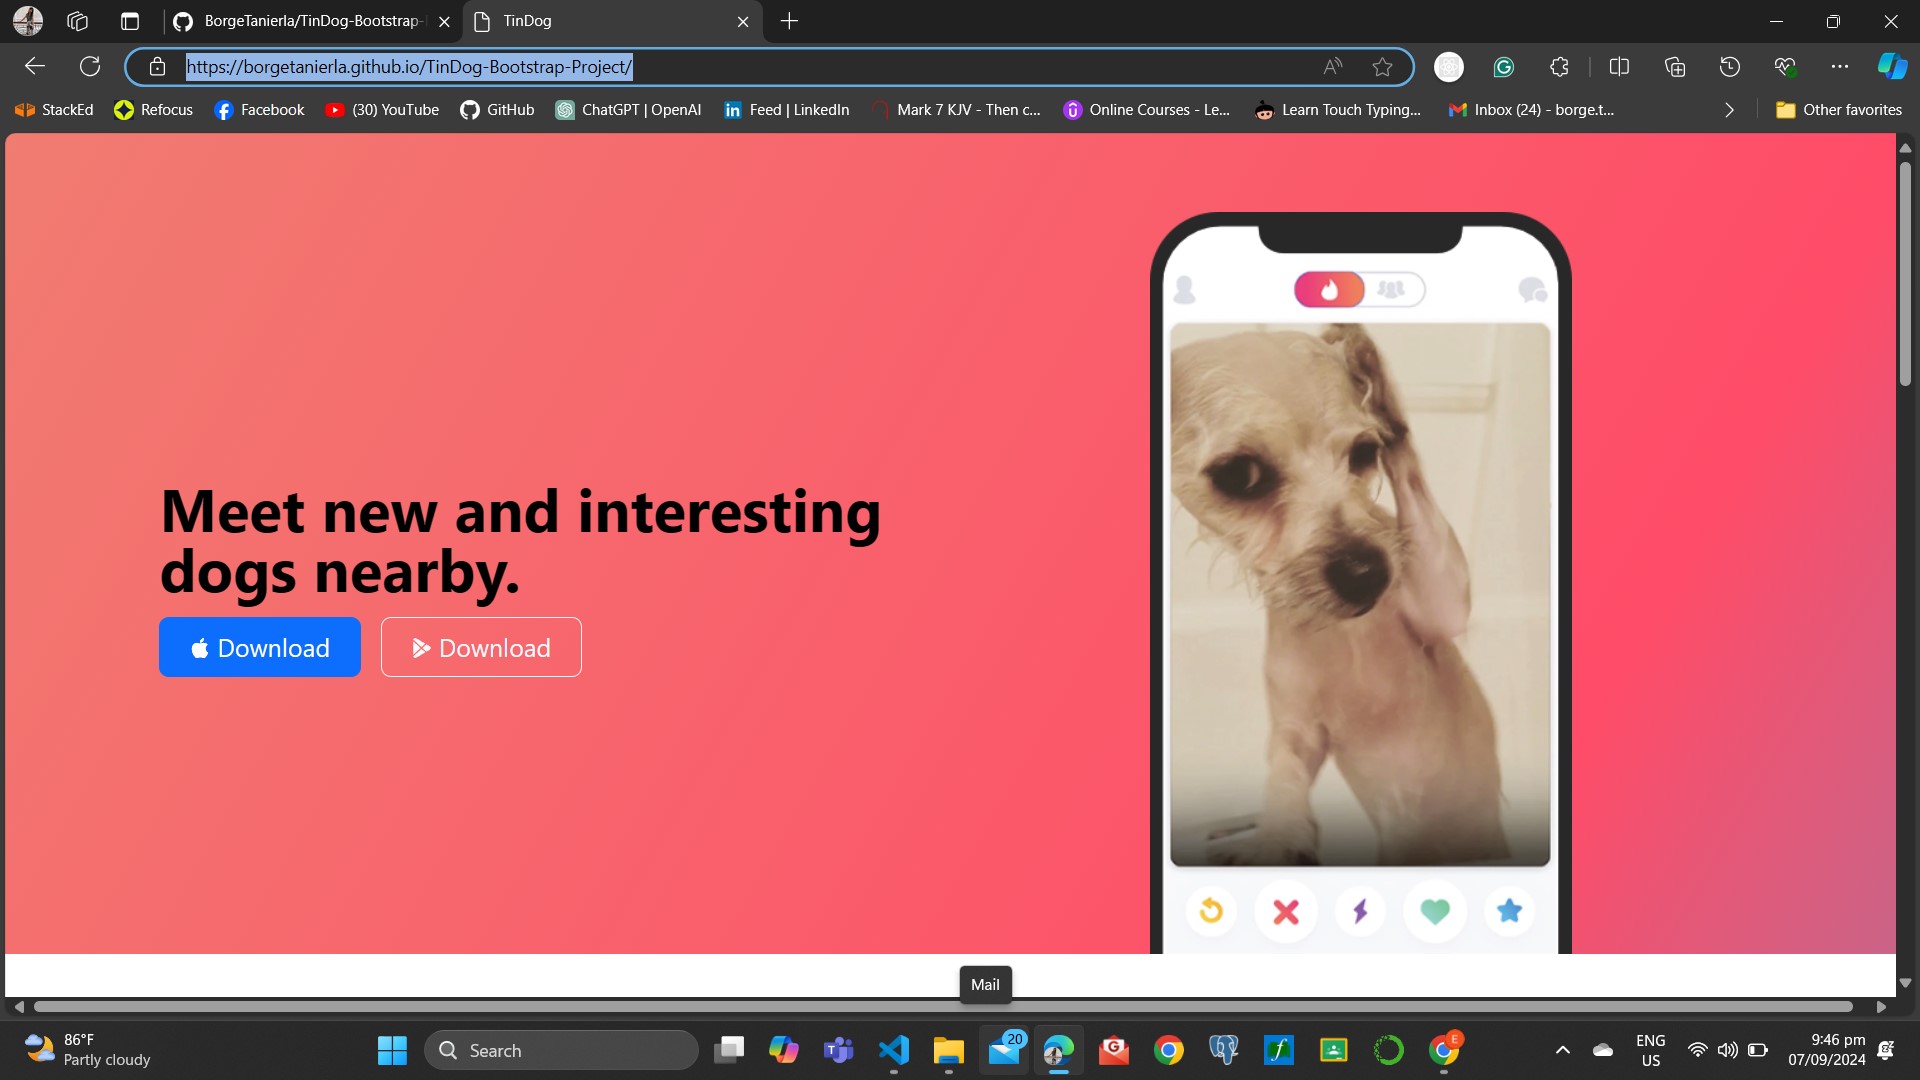 BorgeTanierla/TinDog-Bootstrap-
TinDog
https://borgetanierla.github.io/TinDog-Bootstrap-Project/
StackEd
Refocus
Facebook
(30) YouTube
GitHub
ChatGPT | OpenAI
Feed | LinkedIn
Mark 7 KJV - Then c...
Online Courses - Le...
Learn Touch Typing...
Inbox (24) - borge.t...
Other favorites
Meet new and interesting
dogs nearby.
Download
Download
Mail
86°F
Partly cloudy
Search
20
E
ENG
US
9:46 pm
07/09/2024